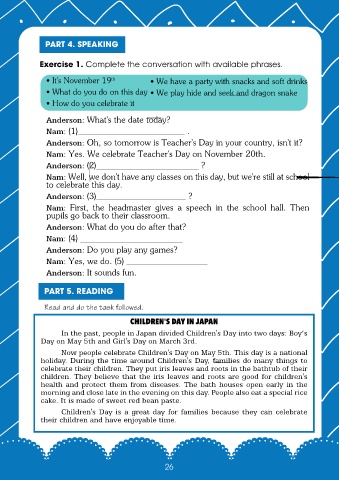 PART 4. SPEAKING
Exercise 1. Complete the conversation with available phrases.
• It's November 19th • We have a party with snacks and soft drinks
• What do you do on this day • We play hide and seek and dragon snake
• How do you celebrate it
Anderson: What's the date today?
Nam: (1)__________________________ .
Anderson: Oh, so tomorrow is Teacher's Day in your country, isn't it?
Nam: Yes. We celebrate Teacher's Day on November 20th.
Anderson: (2)_________________________ ?
Nam: Well, we don't have any classes on this day, but we're still at school
to celebrate this day.
Anderson: (3)______________________ ?
Nam: First, the headmaster gives a speech in the school hall. Then
pupils go back to their classroom.
Anderson: What do you do after that?
Nam: (4) _________________________
Anderson: Do you play any games?
Nam: Yes, we do. (5) ____________________
Anderson: It sounds fun.
PART 5. READING
Read and do the task followed.
CHILDREN'S DAY IN JAPAN
In the past, people in Japan divided Children's Day into two days: Boy's
Day on May 5th and Girl's Day on March 3rd.
Now people celebrate Children's Day on May 5th. This day is a national
holiday. During the time around Children's Day, families do many things to
celebrate their children. They put iris leaves and roots in the bathtub of their
children. They believe that the iris leaves and roots are good for children's
health and protect them from diseases. The bath houses open early in the
morning and close late in the evening on this day. People also eat a special rice
cake. It is made of sweet red bean paste.
Children's Day is a great day for families because they can celebrate
their children and have enjoyable time.
26